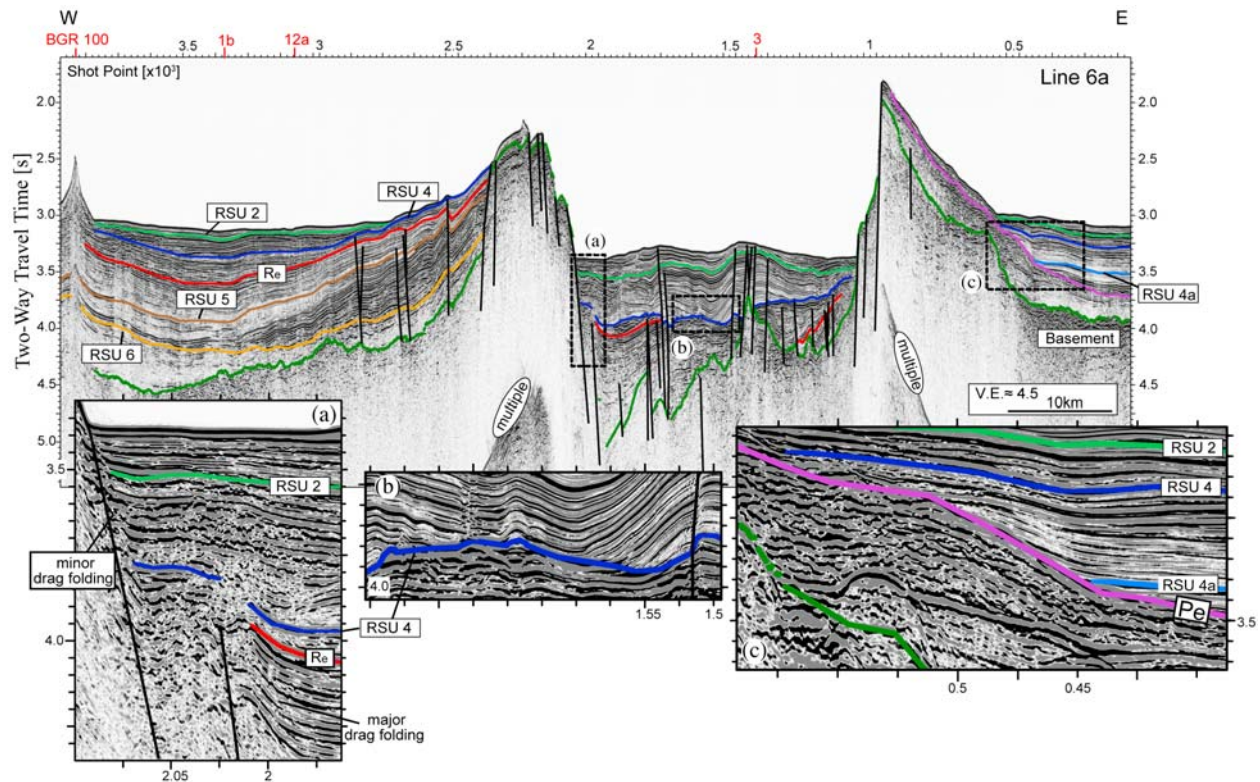 W
E
BGR 100
3.5
1b
12a
3
2.5
2
1.5
3
1
0.5
Shot Point [x10³]
Line 6a
Two-Way Travel Time [s]
2.0
2.5
3.0
3.5
4.0
4.5
5.0
2.0
2.5
3.0
3.5
4.0
4.5
5.0
RSU 2
RSU 4
Re
RSU 5
RSU 6
(a)
(b)
(c)
RSU 4a
Basement
multiple
multiple
V.E.≈ 4.5
10km
(a)
3.5
RSU 2
minor
drag folding
RSU 4
4.0
Re
major
drag folding
2.05
2
(b)
4.0
1.55
1.5
RSU 2
RSU 4
RSU 4a
Pe
3.5
(c)
0.5
0.45